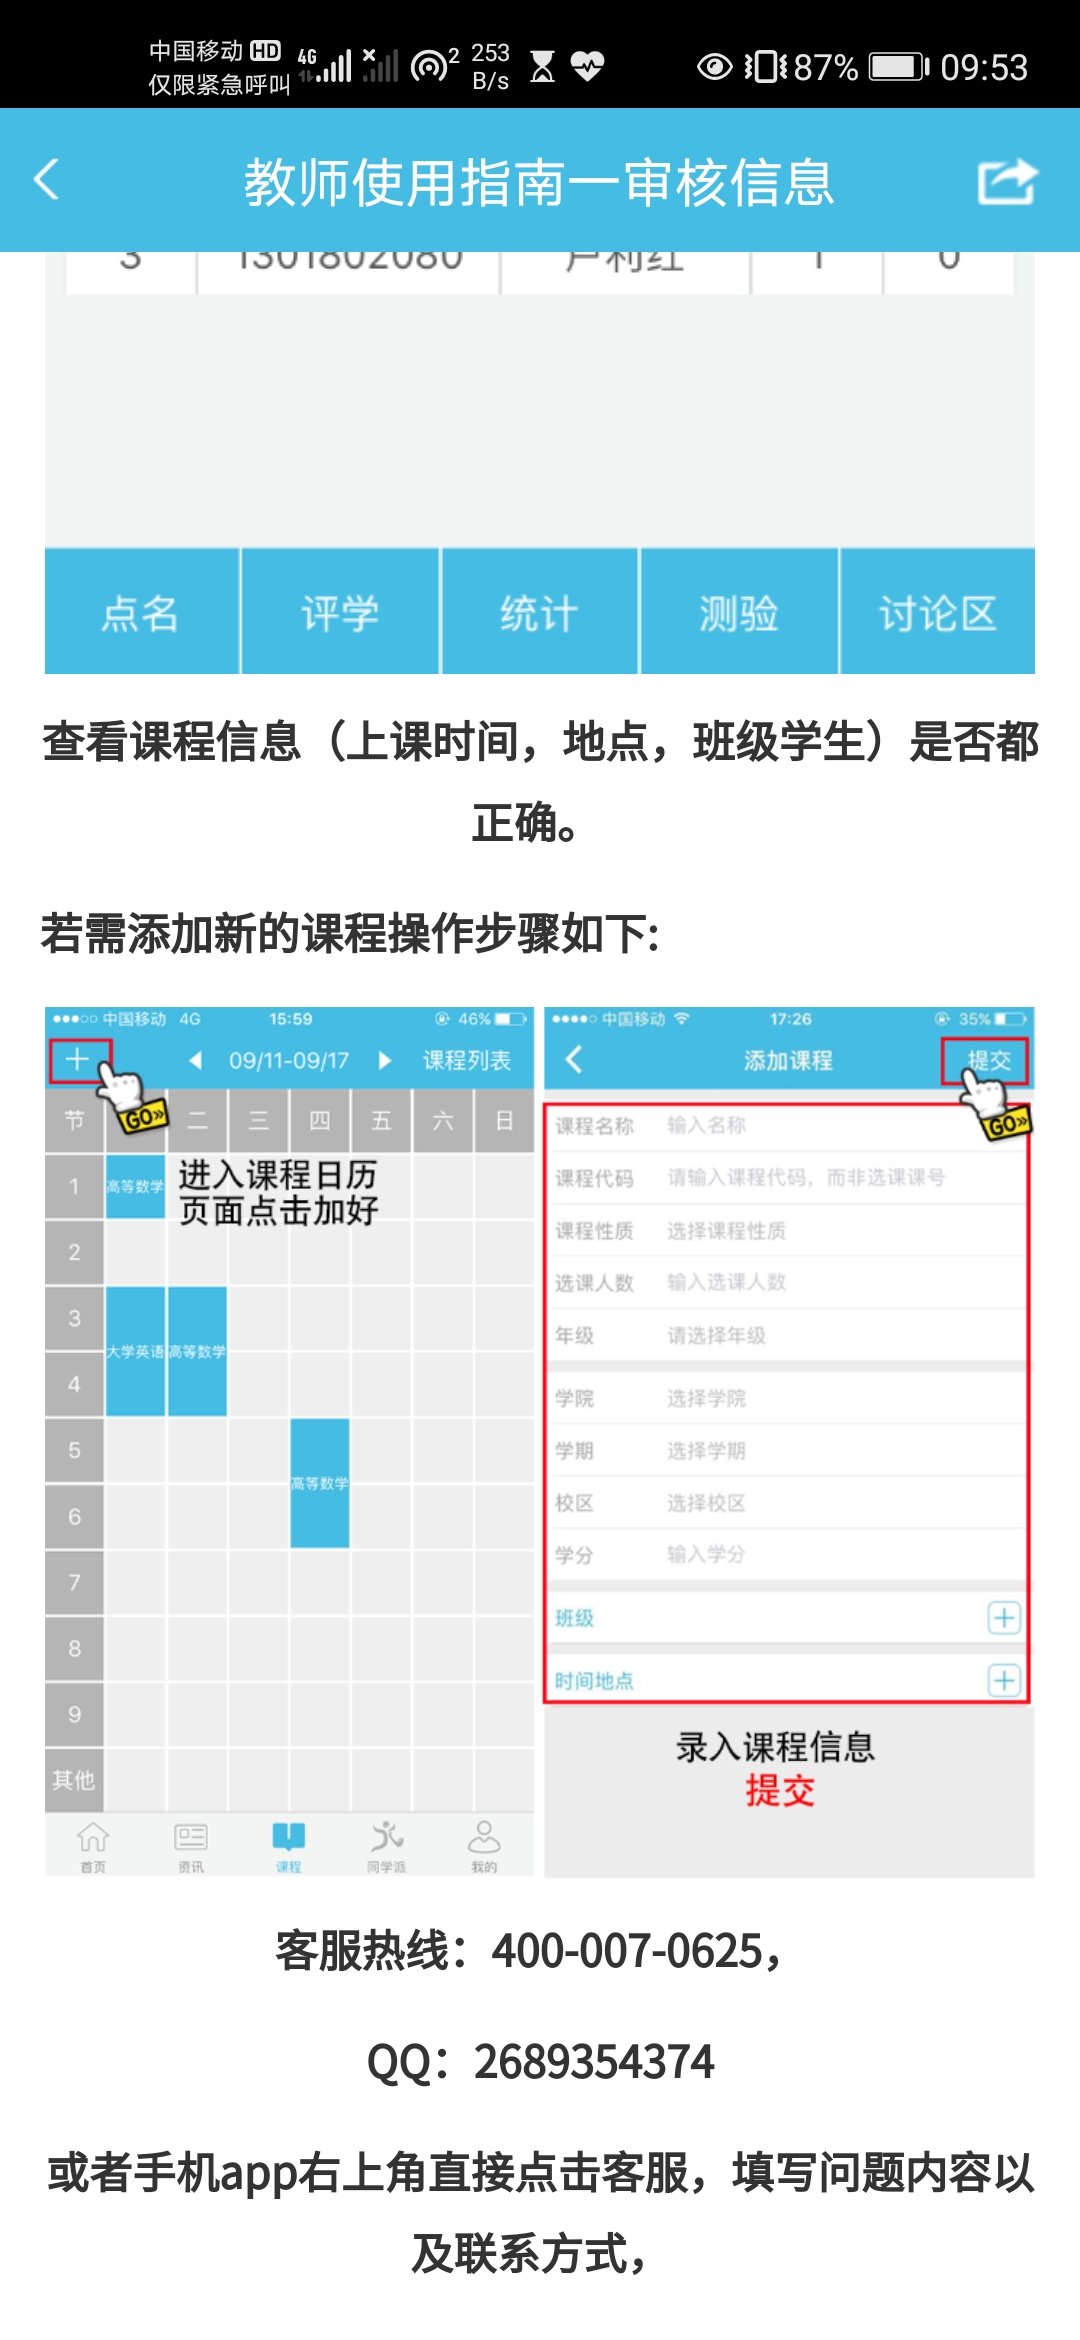 中国移动 HD 4G 2 253 B/s 87% 09:53
仅限紧急呼叫
教师使用指南一审核信息
3 1301802080 卢利红 1 0
点名 评学 统计 测验 讨论区
查看课程信息（上课时间，地点，班级学生）是否都
正确。
若需添加新的课程操作步骤如下:
中国移动 4G 15:59 46%
+ 09/11-09/17 课程列表
GO
节 二 三 四 五 六 日
进入课程日历
页面点击加好
1 高等数学
2
3
大学英语 高等数学
4
5
高等数学
6
7
8
9
其他
首页 资讯 课程 同学派 我的
中国移动 17:26 35%
添加课程 提交
GO
课程名称 输入名称
课程代码 请输入课程代码，而非选课课号
课程性质 选择课程性质
选课人数 输入选课人数
年级 请选择年级
学院 选择学院
学期 选择学期
校区 选择校区
学分 输入学分
班级 +
时间地点 +
录入课程信息
提交
客服热线：400-007-0625，
QQ：2689354374
或者手机app右上角直接点击客服，填写问题内容以
及联系方式，